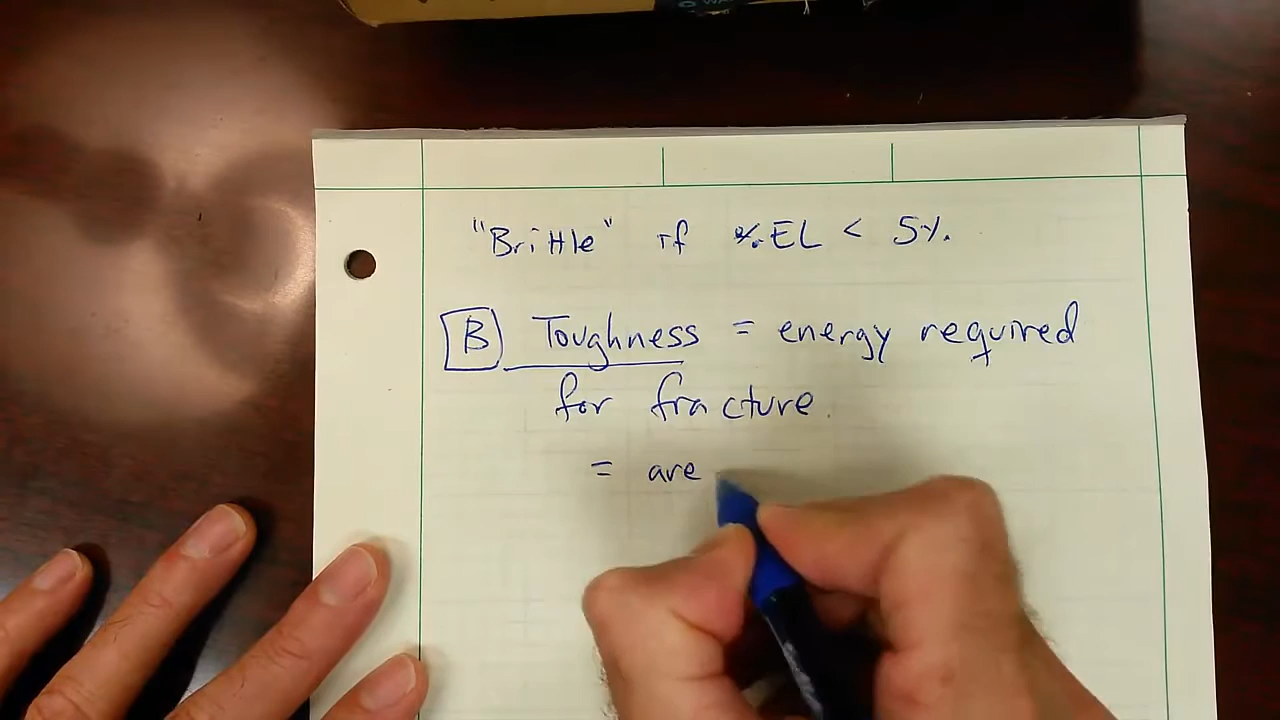 "Brittle" if %EL < 5%.
B Toughness = energy required
for fracture.
= are